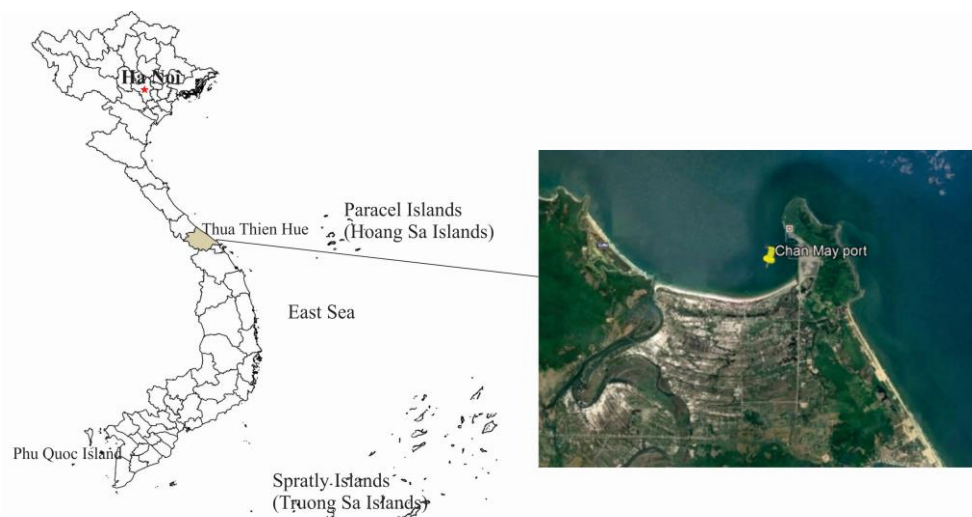 Ha Noi
Thua Thien Hue
Paracel Islands
(Hoang Sa Islands)
Chan May port
East Sea
Phu Quoc Island
Spratly Islands
(Truong Sa Islands)